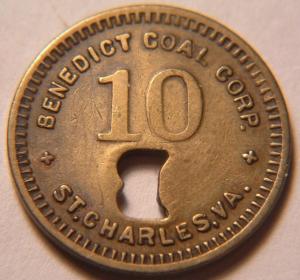 BENEDICT COAL CORP.
10
ST. CHARLES, VA.